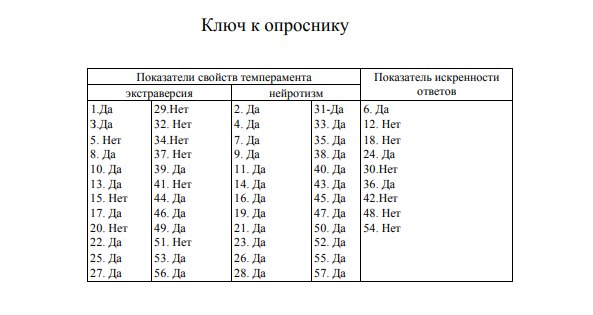 Ключ к опроснику
Показатели свойств темперамента
Показатель искренности
ответов
экстраверсия
нейротизм
1.Да 29.Нет 2. Да 31-Да 6. Да
3.Да 32. Нет 4. Да 33. Да 12. Нет
5. Нет 34.Нет 7. Да 35. Да 18. Нет
8. Да 37. Нет 9. Да 38. Да 24. Да
10. Да 39. Да 11. Да 40. Да 30.Нет
13. Да 41. Нет 14. Да 43. Да 36. Да
15. Нет 44. Да 16. Да 45. Да 42.Нет
17. Да 46. Да 19. Да 47. Да 48. Нет
20. Нет 49. Да 21. Да 50. Да 54. Нет
22. Да 51. Нет 23. Да 52. Да
25. Да 53. Да 26. Да 55. Да
27. Да 56. Да 28. Да 57. Да